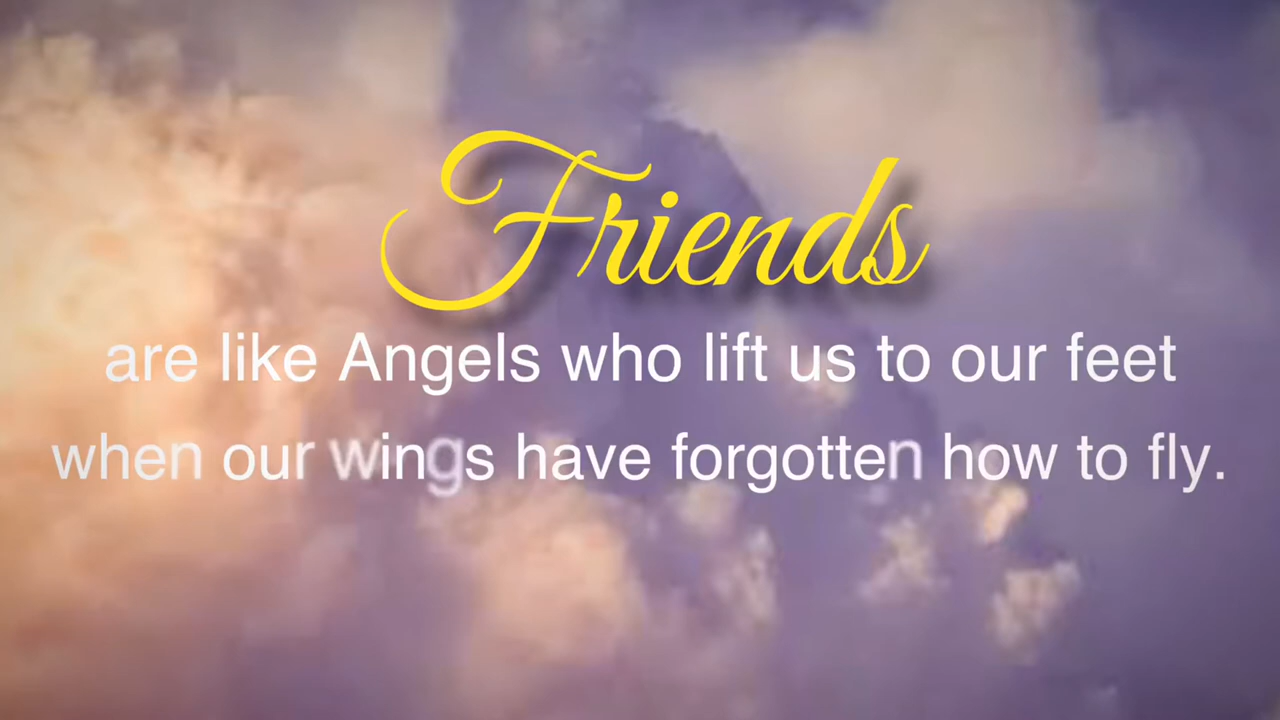 Friends
are like Angels who lift us to our feet
when our wings have forgotten how to fly.